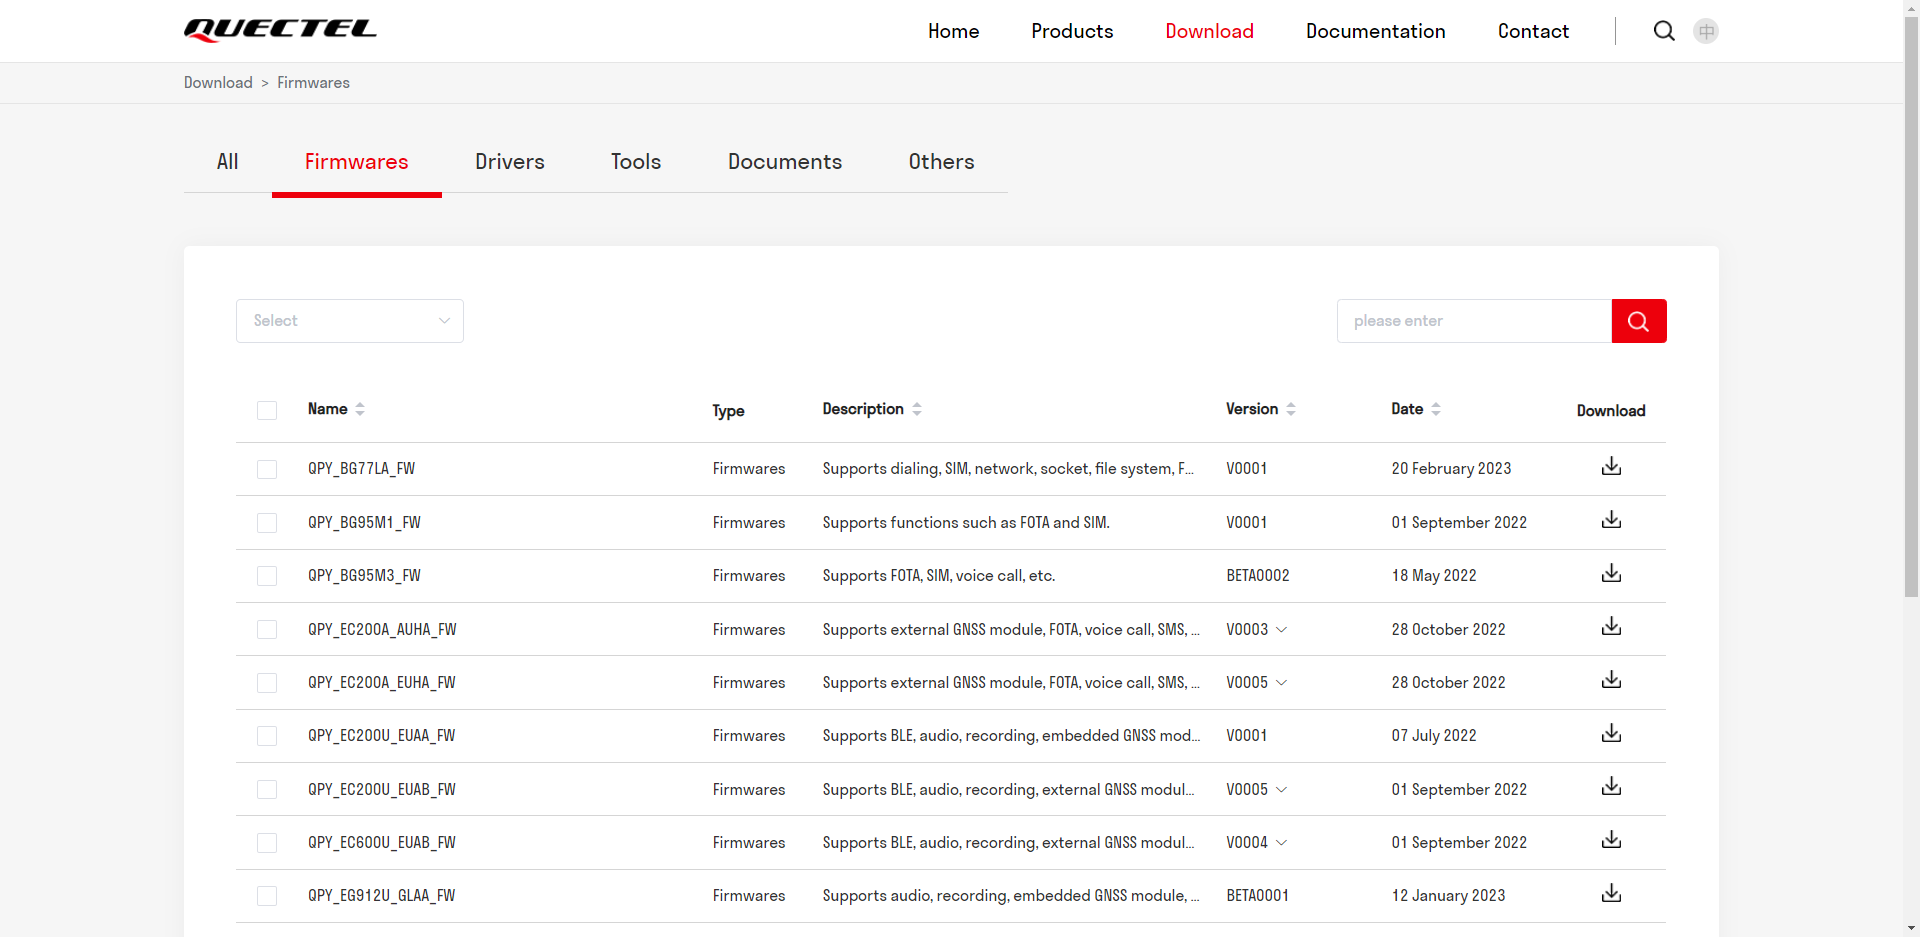 QUECTEL
Home Products Download Documentation Contact 中
Download > Firmwares
All Firmwares Drivers Tools Documents Others
Select please enter
Name Type Description Version Date Download
QPY_BG77LA_FW Firmwares Supports dialing, SIM, network, socket, file system, F... V0001 20 February 2023
QPY_BG95M1_FW Firmwares Supports functions such as FOTA and SIM. V0001 01 September 2022
QPY_BG95M3_FW Firmwares Supports FOTA, SIM, voice call, etc. BETA0002 18 May 2022
QPY_EC200A_AUHA_FW Firmwares Supports external GNSS module, FOTA, voice call, SMS, ... V0003 28 October 2022
QPY_EC200A_EUHA_FW Firmwares Supports external GNSS module, FOTA, voice call, SMS, ... V0005 28 October 2022
QPY_EC200U_EUAA_FW Firmwares Supports BLE, audio, recording, embedded GNSS mod... V0001 07 July 2022
QPY_EC200U_EUAB_FW Firmwares Supports BLE, audio, recording, external GNSS modul... V0005 01 September 2022
QPY_EC600U_EUAB_FW Firmwares Supports BLE, audio, recording, external GNSS modul... V0004 01 September 2022
QPY_EG912U_GLAA_FW Firmwares Supports audio, recording, embedded GNSS module, ... BETA0001 12 January 2023